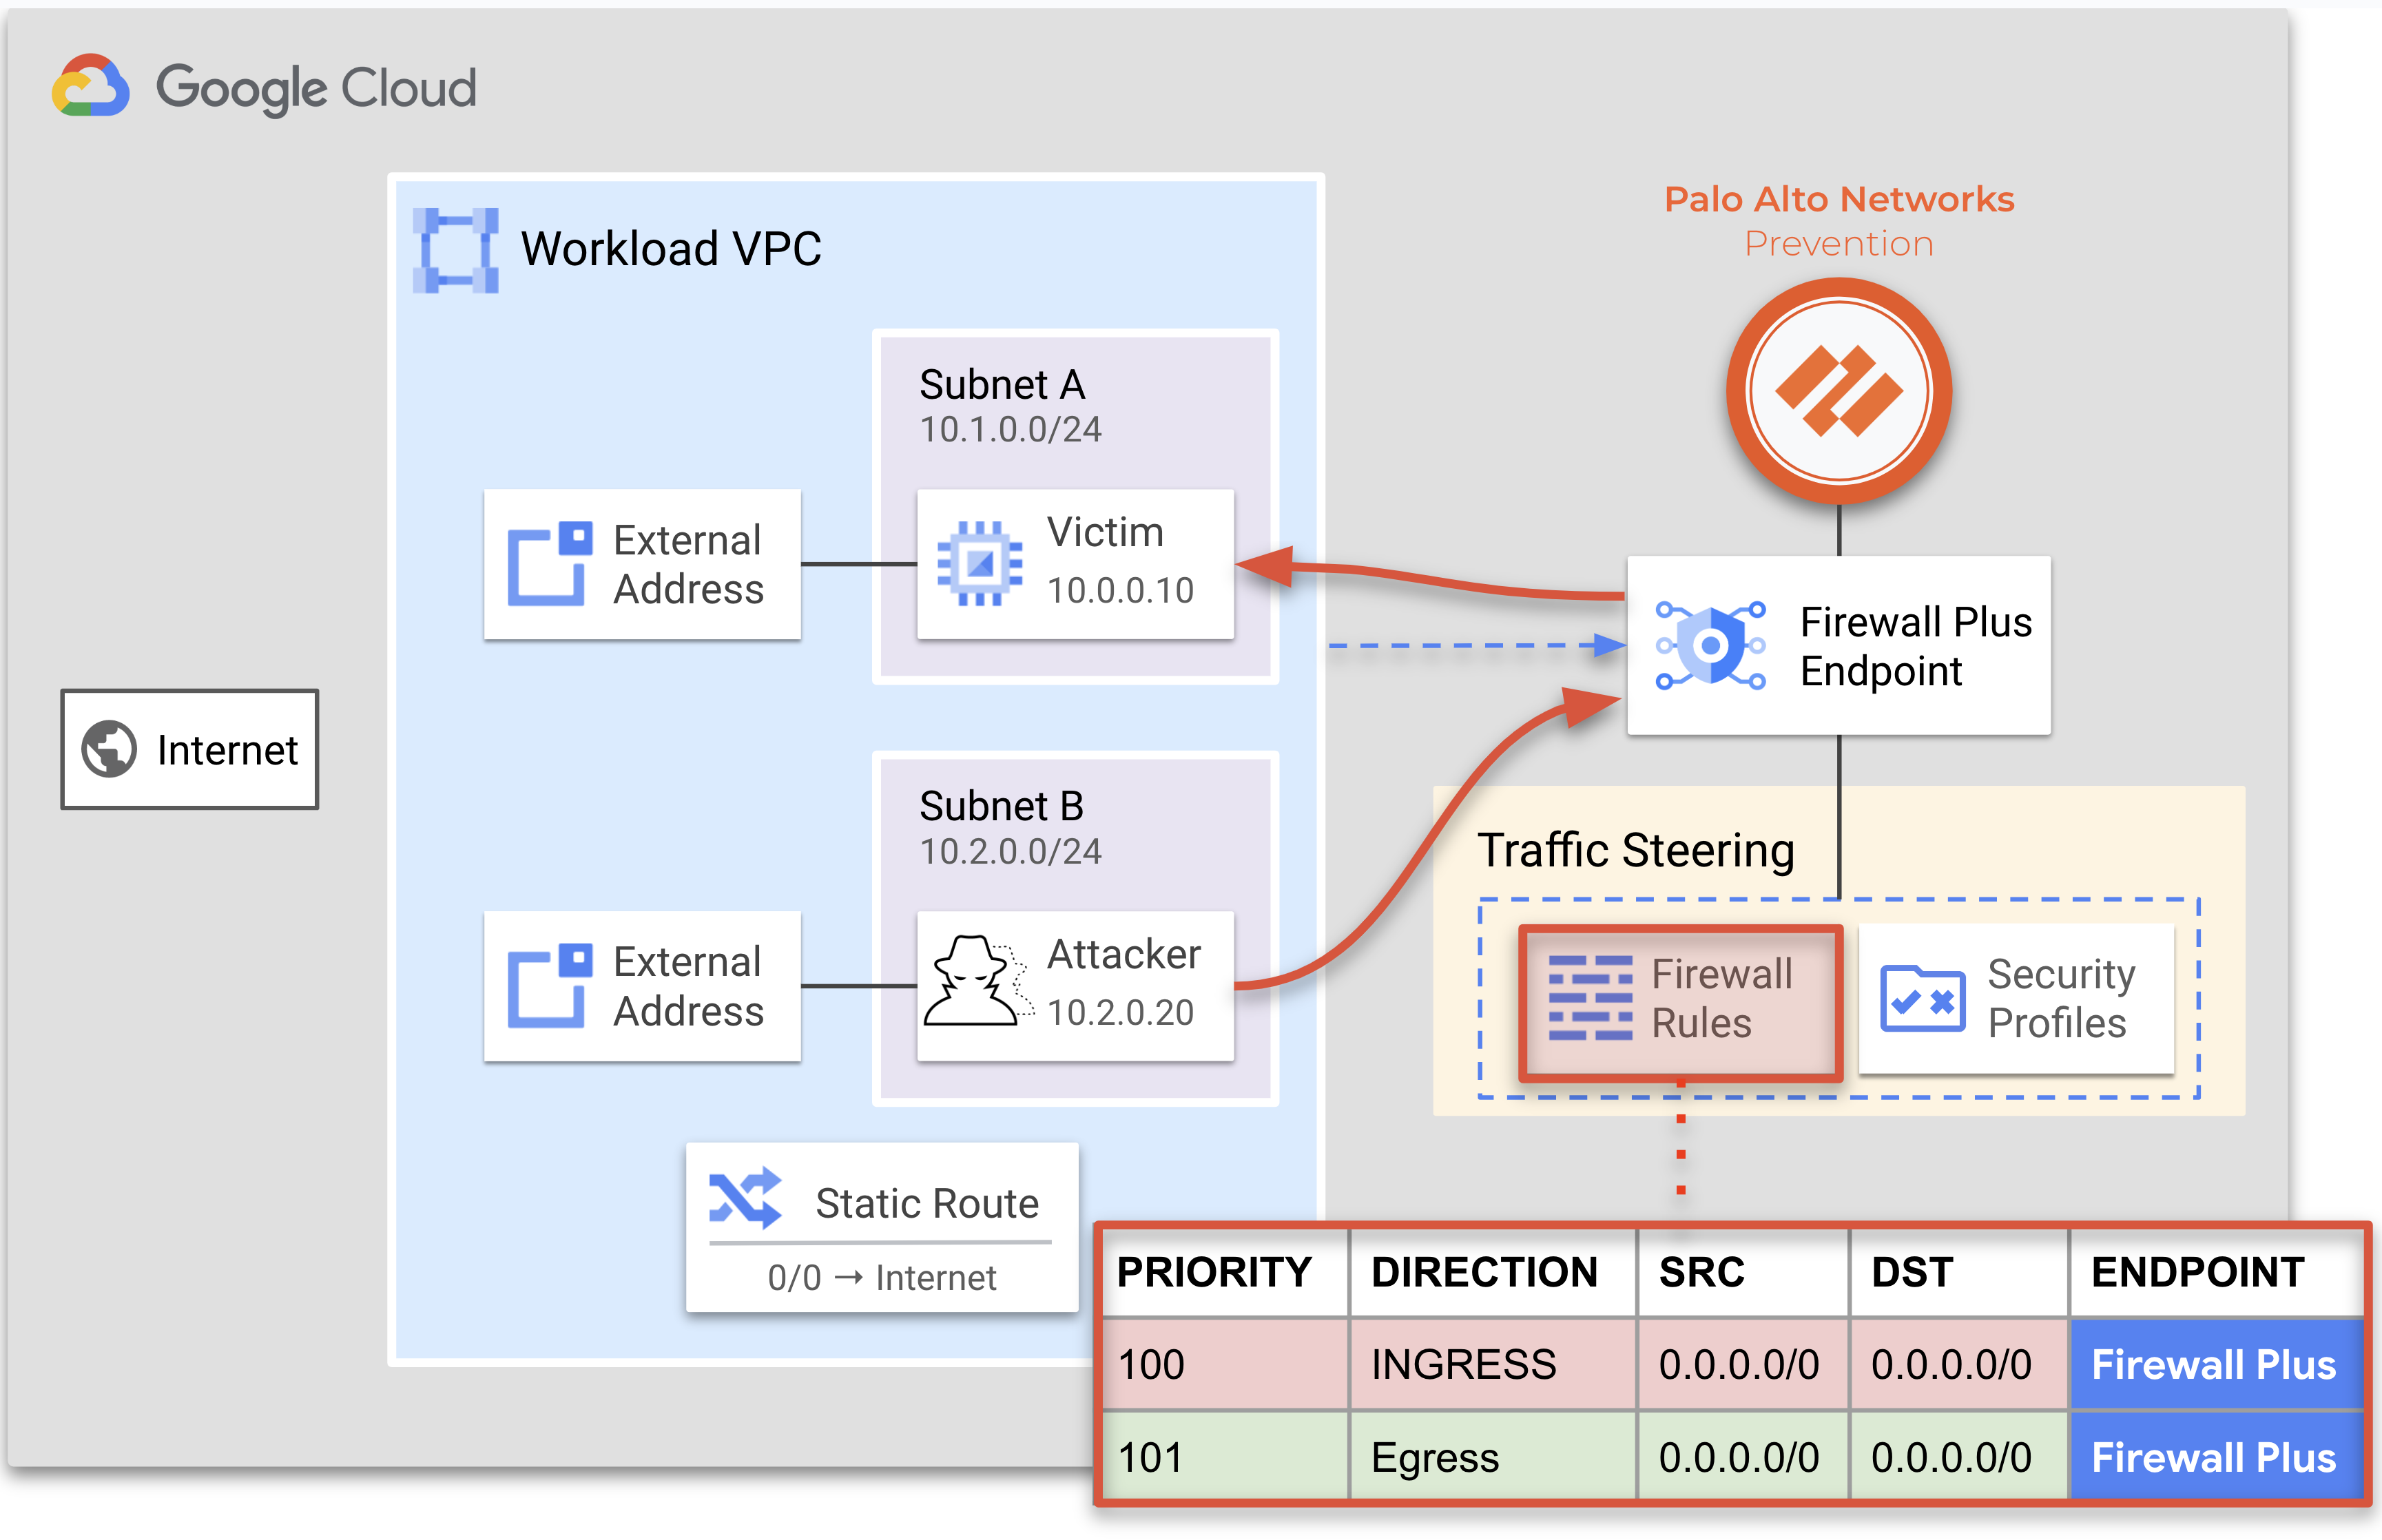 Google Cloud
Workload VPC
Palo Alto Networks
Prevention
Subnet A
10.1.0.0/24
External
Address
Victim
10.0.0.10
Firewall Plus
Endpoint
Internet
Subnet B
10.2.0.0/24
External
Address
Attacker
10.2.0.20
Traffic Steering
Firewall
Rules
Security
Profiles
Static Route
0/0 → Internet
PRIORITY DIRECTION SRC DST ENDPOINT
100 INGRESS 0.0.0.0/0 0.0.0.0/0 Firewall Plus
101 Egress 0.0.0.0/0 0.0.0.0/0 Firewall Plus